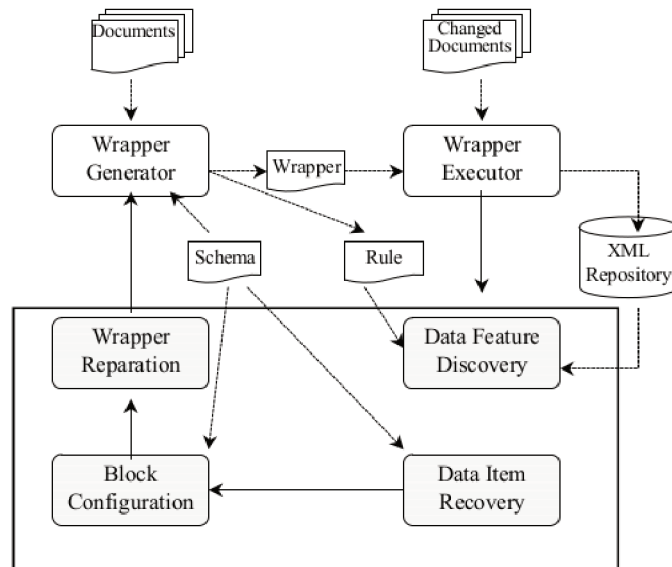 Documents
Changed
Documents
Wrapper
Generator
Wrapper
Wrapper
Executor
Schema
Rule
XML
Repository
Wrapper
Reparation
Data Feature
Discovery
Block
Configuration
Data Item
Recovery